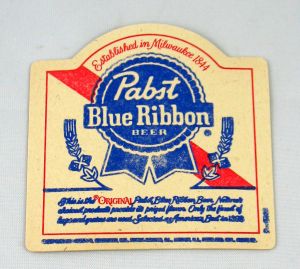 Established in Milwaukee 1844
Pabst
Blue Ribbon
BEER
®
This is the ORIGINAL Pabst Blue Ribbon Beer. Nature's
choicest products provide its prized flavor. Only the finest of
hops and grains are used. Selected as America's Best in 1893.